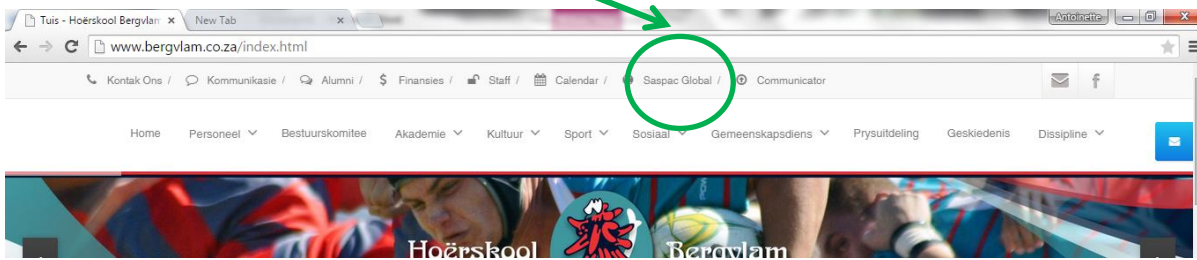 Tuis - Hoërskool Bergvlam New Tab Antoinette
www.bergvlam.co.za/index.html
Kontak Ons / Kommunikasie / Alumni / Finansies / Staff / Calendar / Saspac Global / Communicator
Home Personeel Bestuurskomitee Akademie Kultuur Sport Sosiaal Gemeenskapsdiens Prysuitdeling Geskiedenis Dissipline
Hoërskool Bergvlam